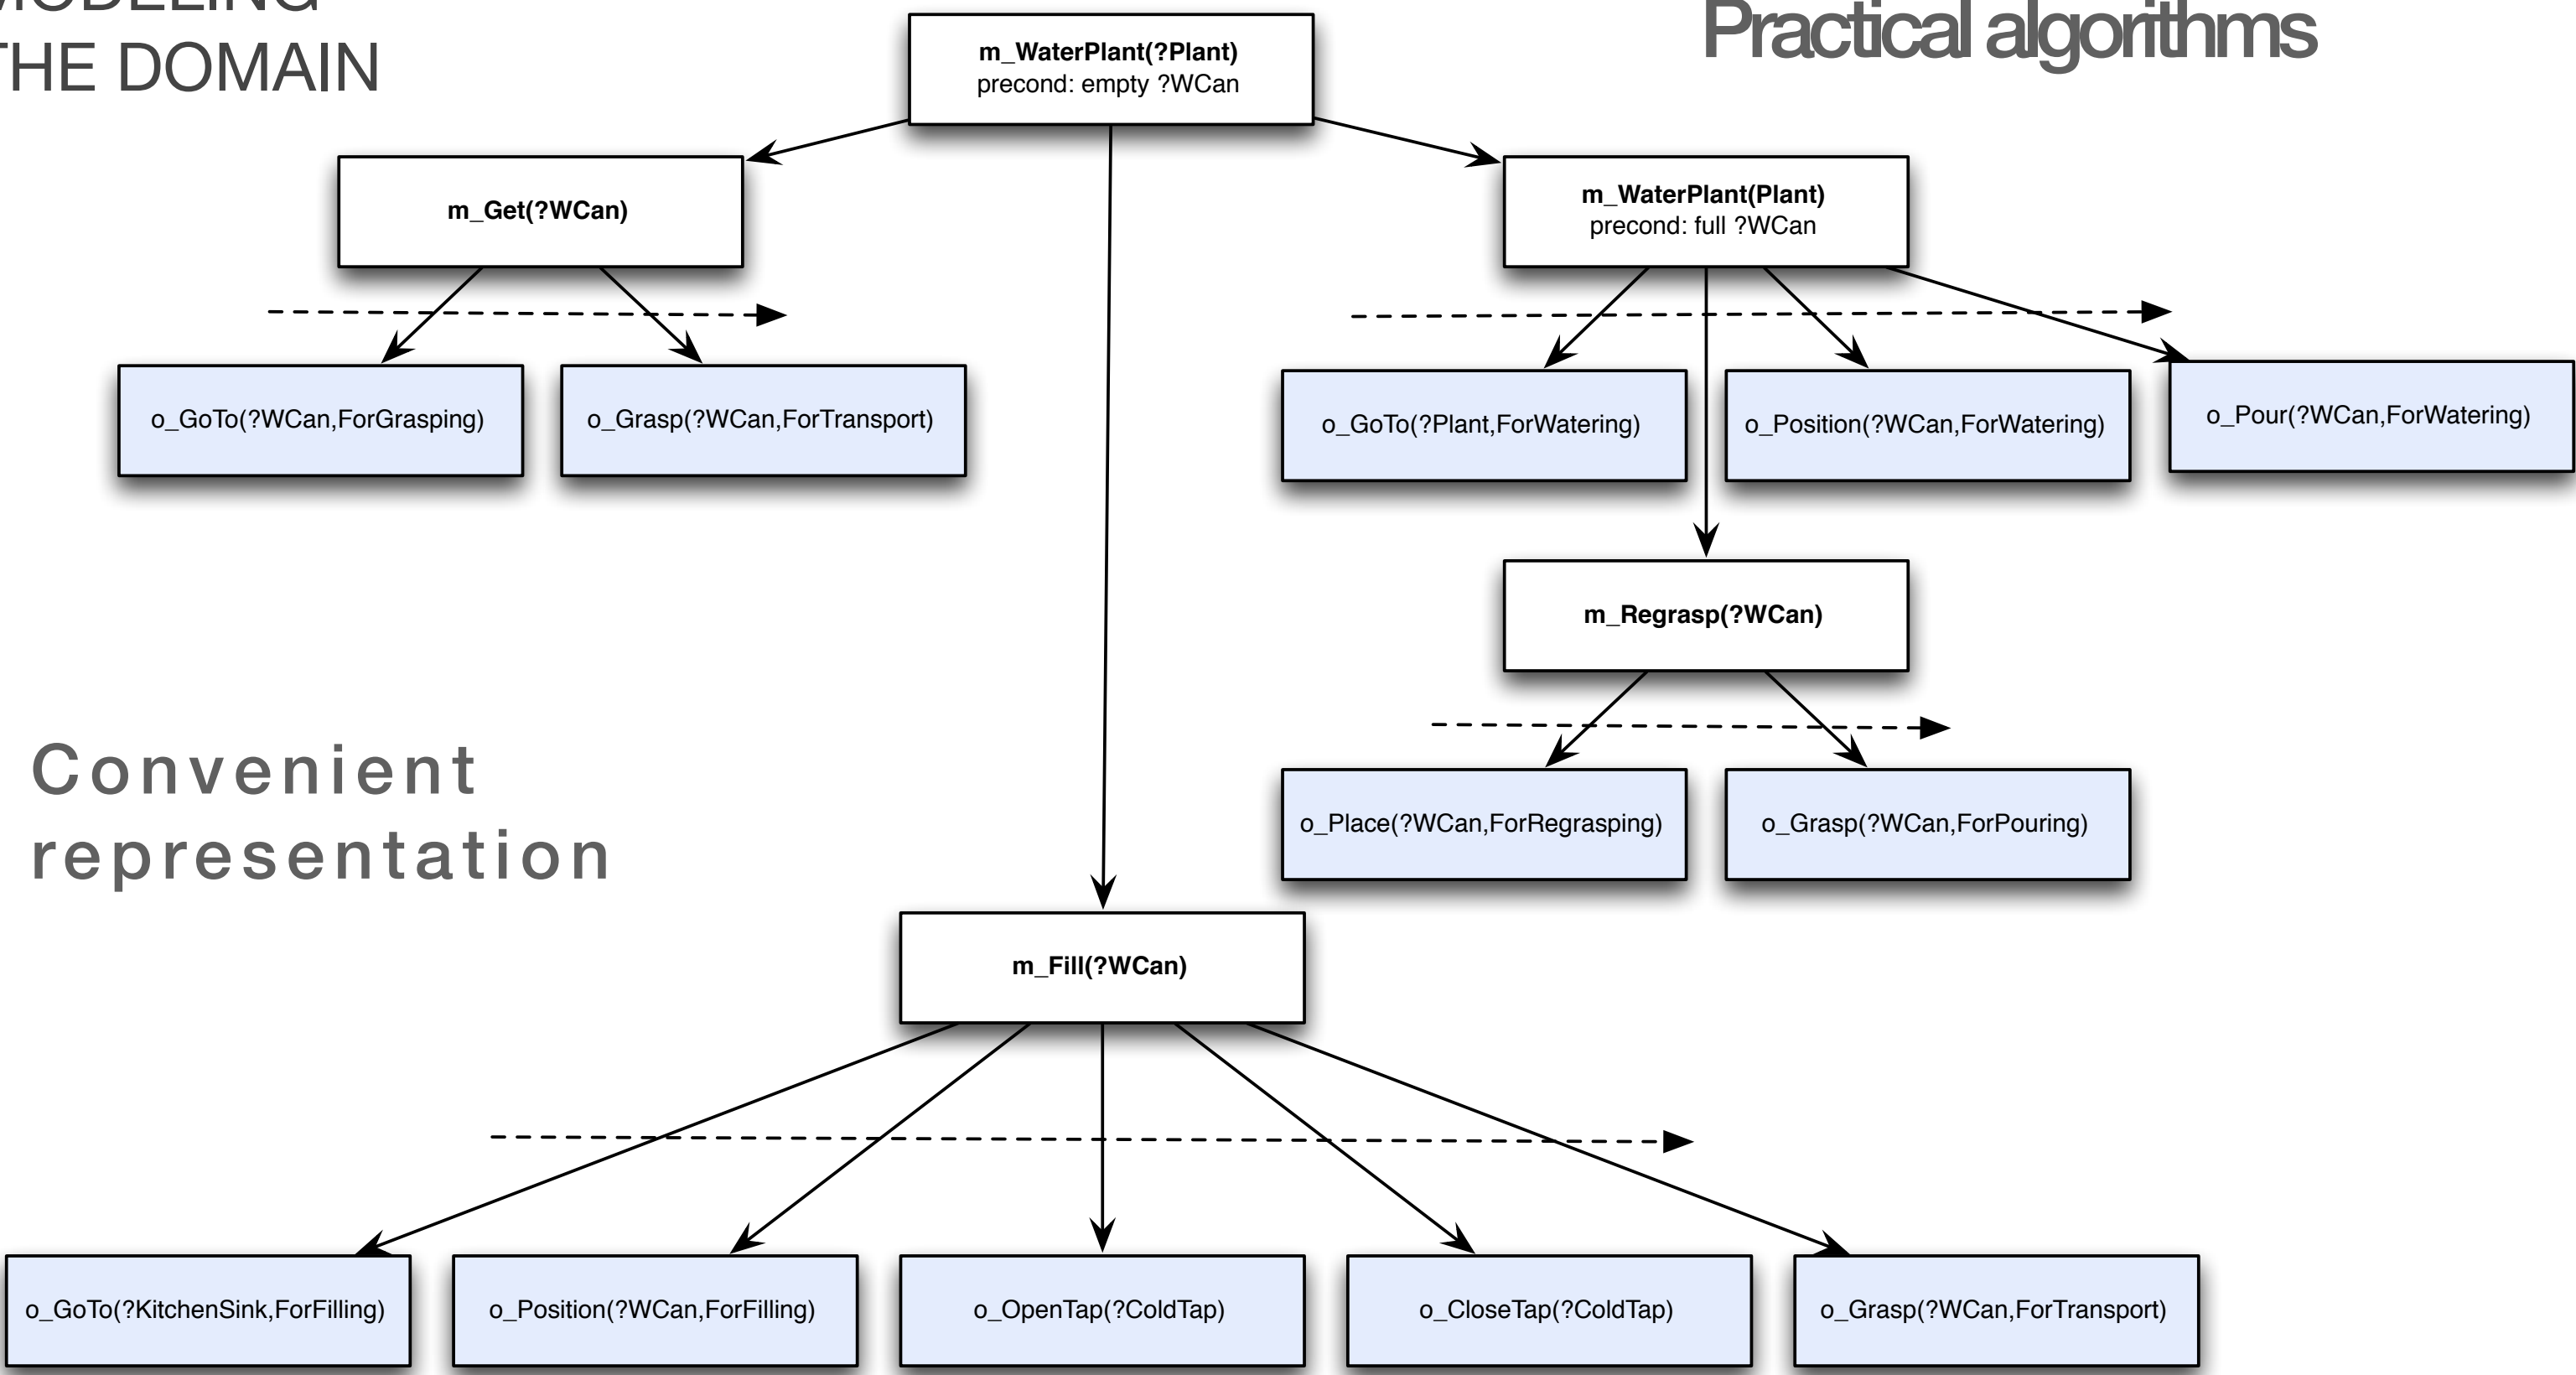 MODELING
THE DOMAIN
Practical algorithms
m_WaterPlant(?Plant)
precond: empty ?WCan
m_Get(?WCan)
m_WaterPlant(Plant)
precond: full ?WCan
o_GoTo(?WCan,ForGrasping)
o_Grasp(?WCan,ForTransport)
o_GoTo(?Plant,ForWatering)
o_Position(?WCan,ForWatering)
o_Pour(?WCan,ForWatering)
m_Regrasp(?WCan)
Convenient
representation
o_Place(?WCan,ForRegrasping)
o_Grasp(?WCan,ForPouring)
m_Fill(?WCan)
o_GoTo(?KitchenSink,ForFilling)
o_Position(?WCan,ForFilling)
o_OpenTap(?ColdTap)
o_CloseTap(?ColdTap)
o_Grasp(?WCan,ForTransport)